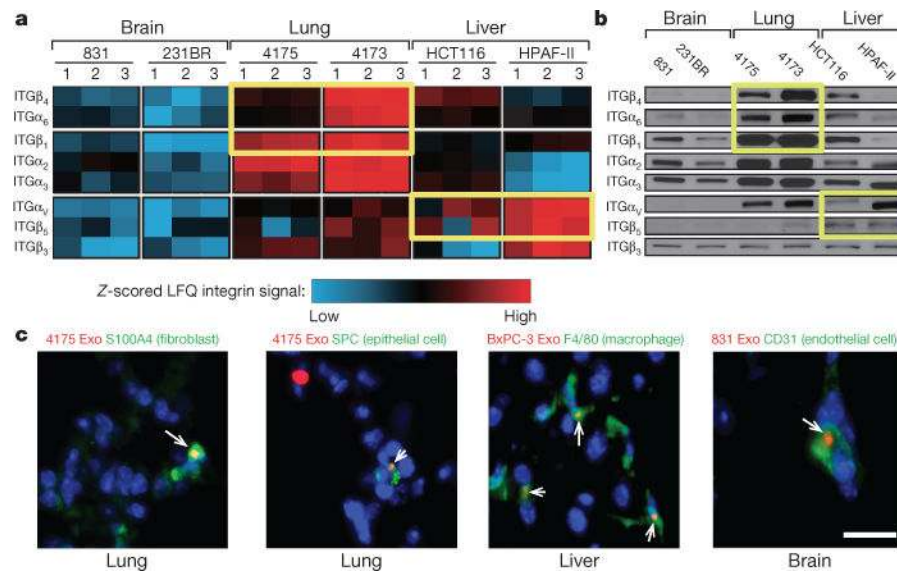 a
Brain Lung Liver
831 231BR 4175 4173 HCT116 HPAF-II
1 2 3 1 2 3 1 2 3 1 2 3 1 2 3 1 2 3
ITGβ4
ITGα6
ITGβ1
ITGα2
ITGα3
ITGαV
ITGβ5
ITGβ3
Z-scored LFQ integrin signal:
Low High
b
Brain Lung Liver
831 231BR 4175 4173 HCT116 HPAF-II
ITGβ4
ITGα6
ITGβ1
ITGα2
ITGα3
ITGαV
ITGβ5
ITGβ3
c
4175 Exo S100A4 (fibroblast)
Lung
4175 Exo SPC (epithelial cell)
Lung
BxPC-3 Exo F4/80 (macrophage)
Liver
831 Exo CD31 (endothelial cell)
Brain